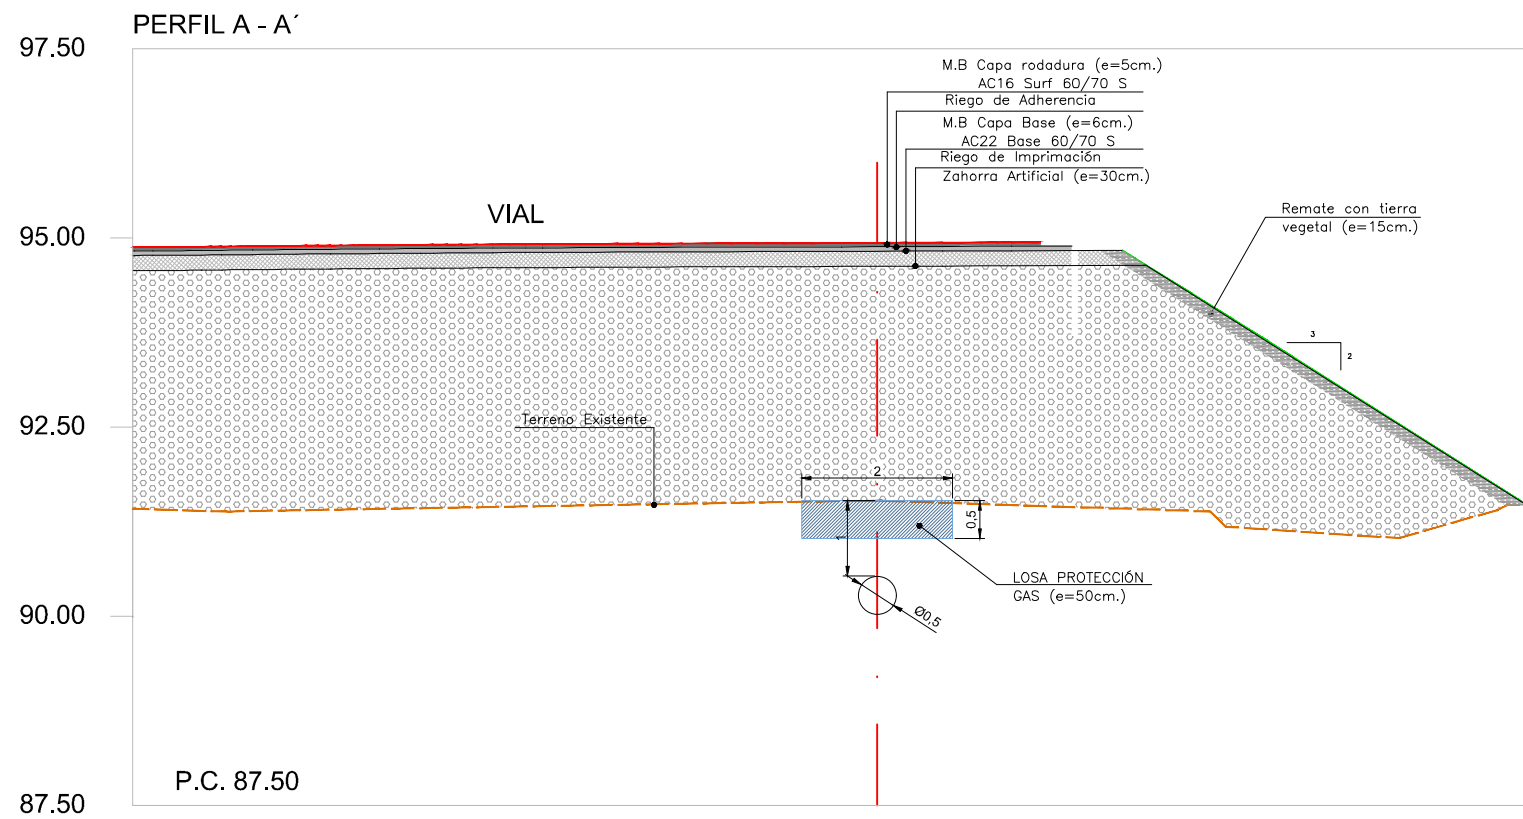 PERFIL A - A´
97.50
M.B Capa rodadura (e=5cm.)
AC16 Surf 60/70 S
Riego de Adherencia
M.B Capa Base (e=6cm.)
AC22 Base 60/70 S
Riego de Imprimación
Zahorra Artificial (e=30cm.)
Remate con tierra
vegetal (e=15cm.)
VIAL
95.00
3
2
Terreno Existente
92.50
2
0.5
1
LOSA PROTECCIÓN
GAS (e=50cm.)
Ø0,5
90.00
P.C. 87.50
87.50